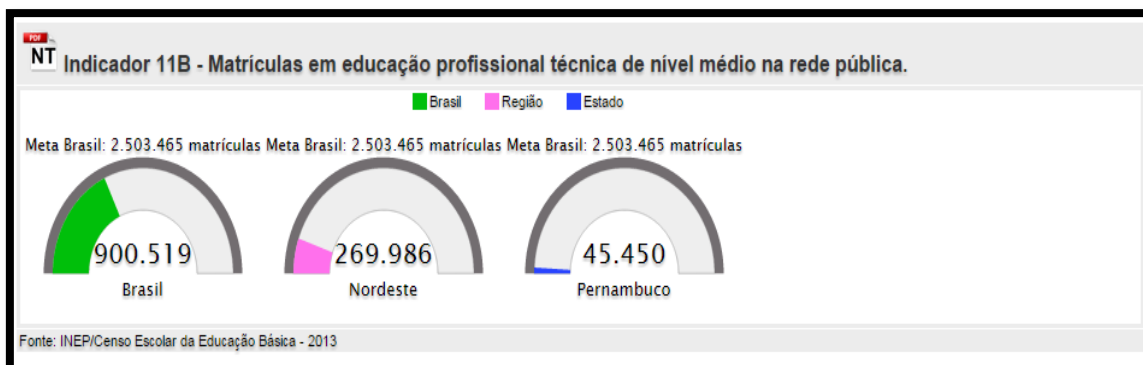 PDF
NT
Indicador 11B - Matrículas em educação profissional técnica de nível médio na rede pública.
Brasil Região Estado
Meta Brasil: 2.503.465 matrículas Meta Brasil: 2.503.465 matrículas Meta Brasil: 2.503.465 matrículas
900.519 269.986 45.450
Brasil Nordeste Pernambuco
Fonte: INEP/Censo Escolar da Educação Básica - 2013